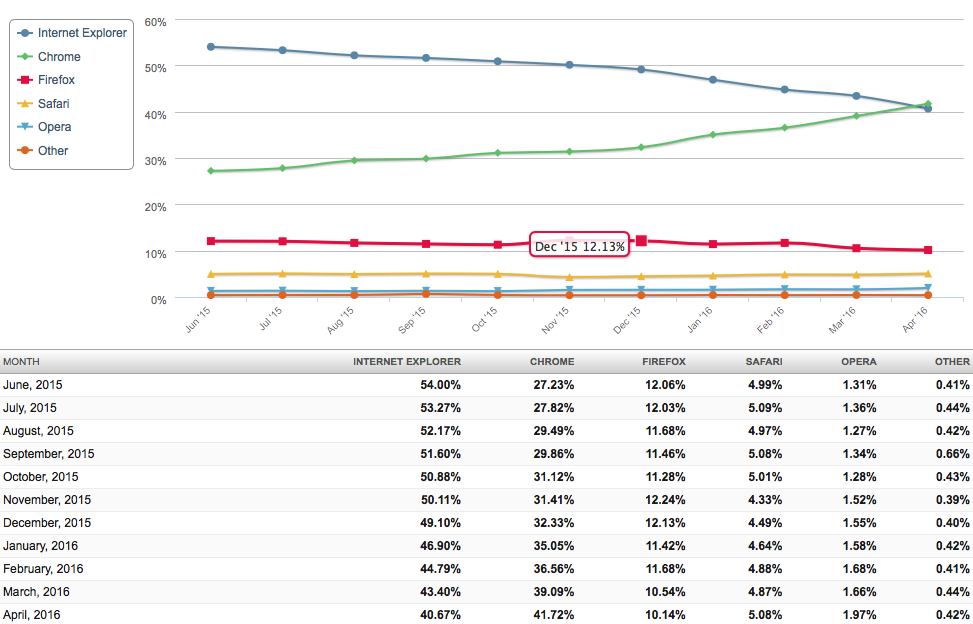 Internet Explorer
Chrome
Firefox
Safari
Opera
Other
60%
50%
40%
30%
20%
10%
0%
Dec '15 12.13%
Jun '15 Jul '15 Aug '15 Sep '15 Oct '15 Nov '15 Dec '15 Jan '16 Feb '16 Mar '16 Apr '16
MONTH INTERNET EXPLORER CHROME FIREFOX SAFARI OPERA OTHER
June, 2015 54.00% 27.23% 12.06% 4.99% 1.31% 0.41%
July, 2015 53.27% 27.82% 12.03% 5.09% 1.36% 0.44%
August, 2015 52.17% 29.49% 11.68% 4.97% 1.27% 0.42%
September, 2015 51.60% 29.86% 11.46% 5.08% 1.34% 0.66%
October, 2015 50.88% 31.12% 11.28% 5.01% 1.28% 0.43%
November, 2015 50.11% 31.41% 12.24% 4.33% 1.52% 0.39%
December, 2015 49.10% 32.33% 12.13% 4.49% 1.55% 0.40%
January, 2016 46.90% 35.05% 11.42% 4.64% 1.58% 0.42%
February, 2016 44.79% 36.56% 11.68% 4.88% 1.68% 0.41%
March, 2016 43.40% 39.09% 10.54% 4.87% 1.66% 0.44%
April, 2016 40.67% 41.72% 10.14% 5.08% 1.97% 0.42%